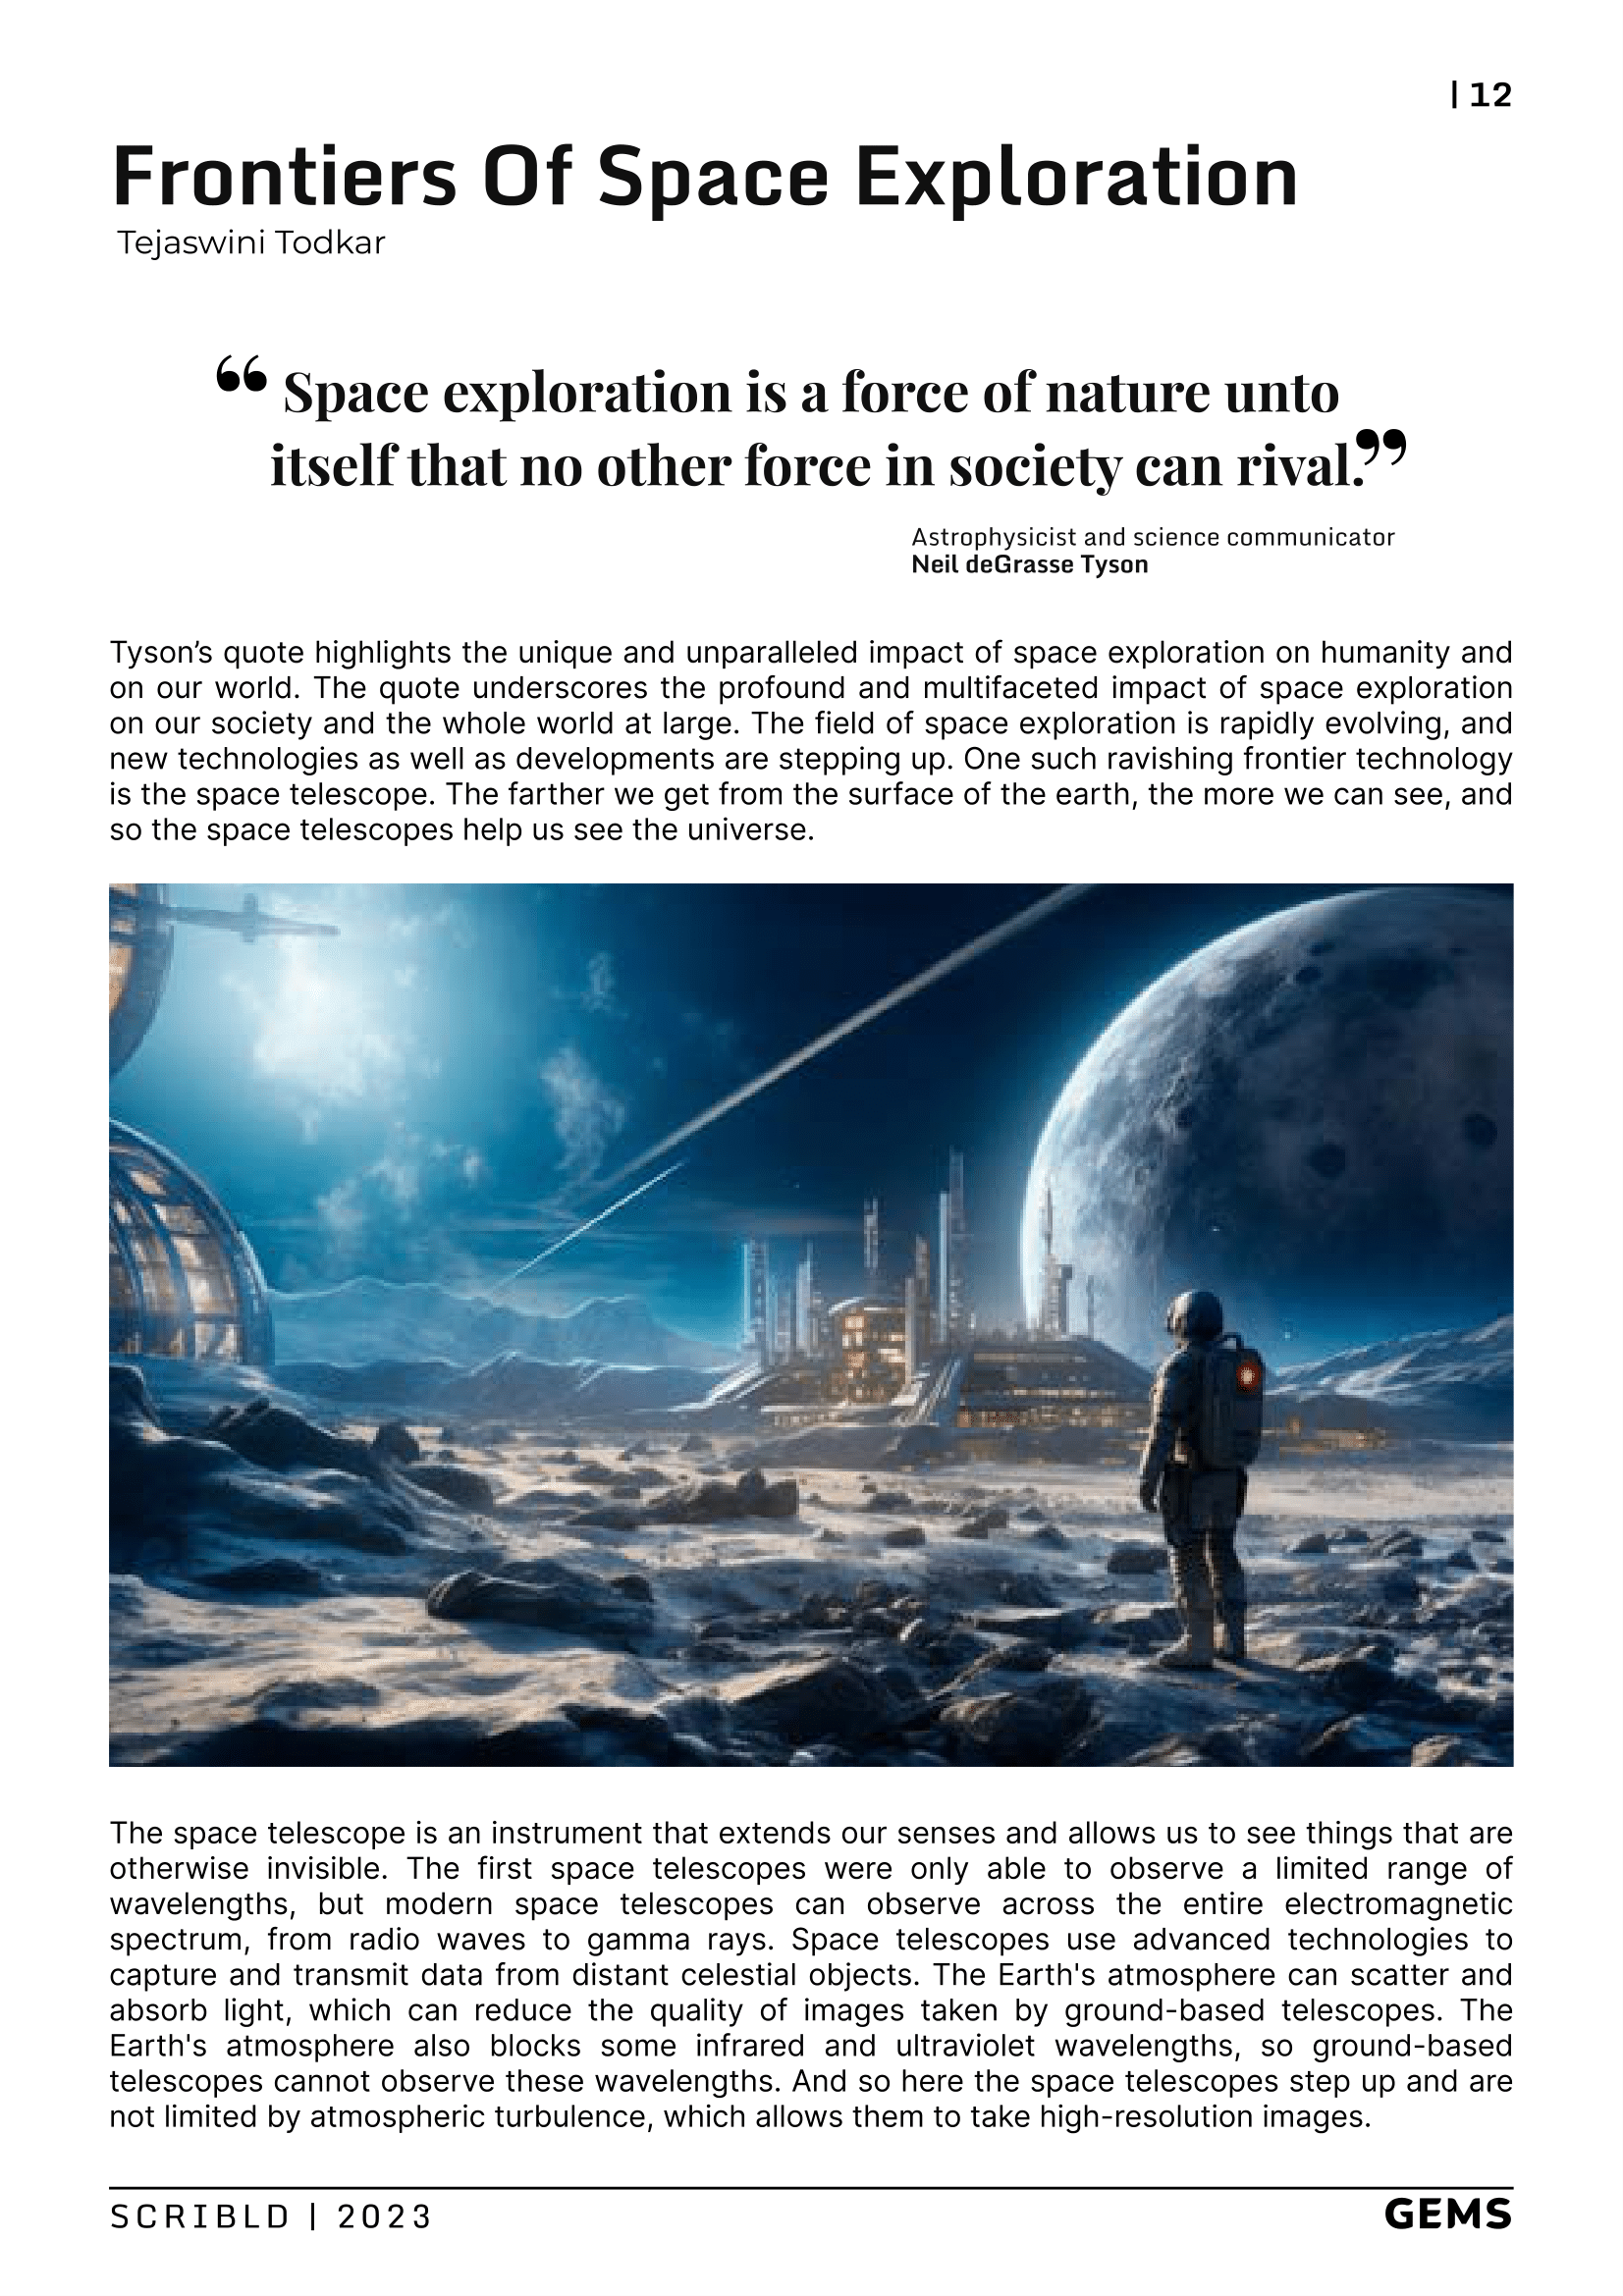 | 12
Frontiers Of Space Exploration
Tejaswini Todkar
“ Space exploration is a force of nature unto
itself that no other force in society can rival.”
Astrophysicist and science communicator
Neil deGrasse Tyson
Tyson’s quote highlights the unique and unparalleled impact of space exploration on humanity and
on our world. The quote underscores the profound and multifaceted impact of space exploration
on our society and the whole world at large. The field of space exploration is rapidly evolving, and
new technologies as well as developments are stepping up. One such ravishing frontier technology
is the space telescope. The farther we get from the surface of the earth, the more we can see, and
so the space telescopes help us see the universe.
The space telescope is an instrument that extends our senses and allows us to see things that are
otherwise invisible. The first space telescopes were only able to observe a limited range of
wavelengths, but modern space telescopes can observe across the entire electromagnetic
spectrum, from radio waves to gamma rays. Space telescopes use advanced technologies to
capture and transmit data from distant celestial objects. The Earth's atmosphere can scatter and
absorb light, which can reduce the quality of images taken by ground-based telescopes. The
Earth's atmosphere also blocks some infrared and ultraviolet wavelengths, so ground-based
telescopes cannot observe these wavelengths. And so here the space telescopes step up and are
not limited by atmospheric turbulence, which allows them to take high-resolution images.
SCRIBLD | 2023
GEMS